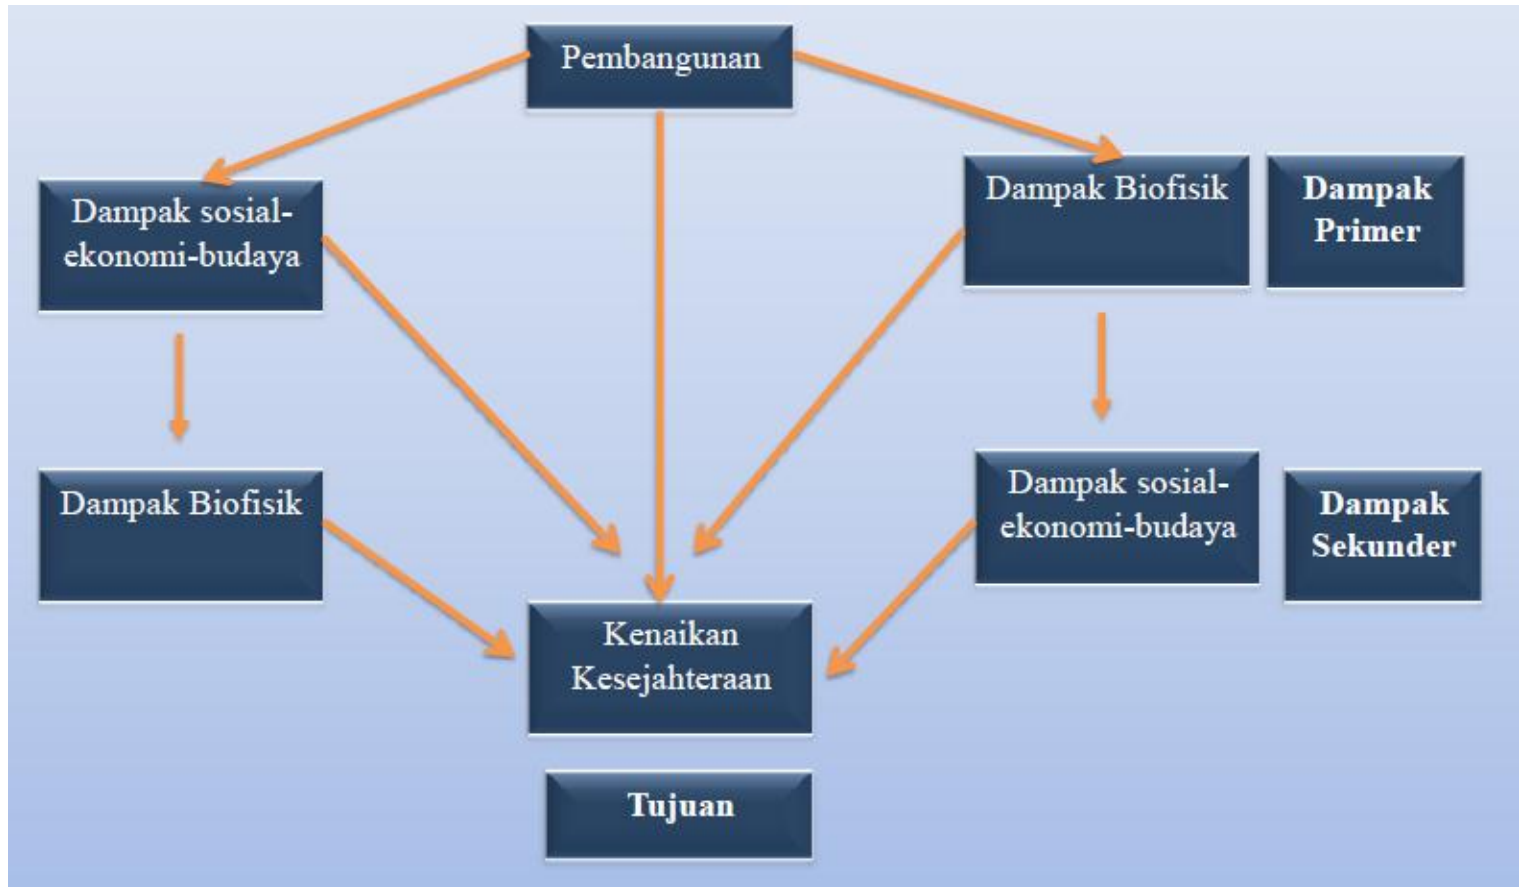 Pembangunan
Dampak sosial-
ekonomi-budaya
Dampak Biofisik
Dampak
Primer
Dampak Biofisik
Dampak sosial-
ekonomi-budaya
Dampak
Sekunder
Kenaikan
Kesejahteraan
Tujuan